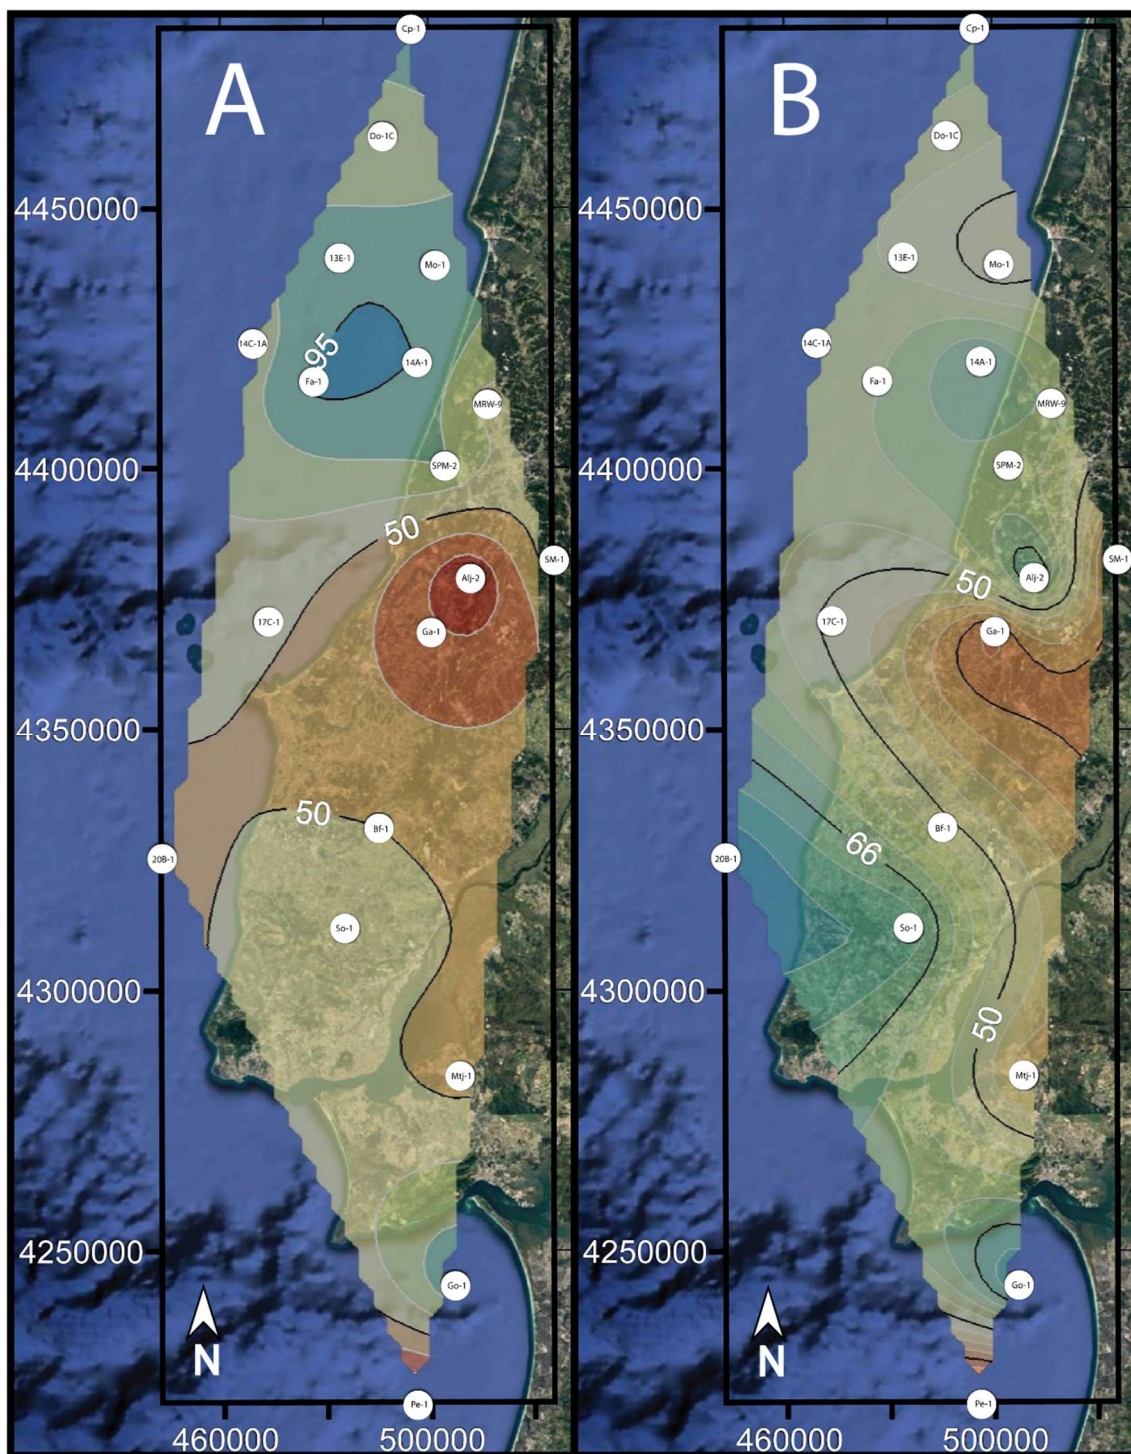 A
Cp-1
Do-1C
4450000
13E-1
Mo-1
14C-1A
95
14A-1
Fa-1
MRW-9
4400000
SPM-2
50
SM-1
Alj-2
17C-1
Ga-1
4350000
50
Bf-1
20B-1
So-1
4300000
Mtj-1
4250000
Go-1
N
Pe-1
460000
500000
B
Cp-1
Do-1C
4450000
13E-1
Mo-1
14C-1A
14A-1
Fa-1
MRW-9
4400000
SPM-2
SM-1
Alj-2
50
17C-1
Ga-1
4350000
Bf-1
66
20B-1
So-1
4300000
50
Mtj-1
4250000
Go-1
N
Pe-1
460000
500000